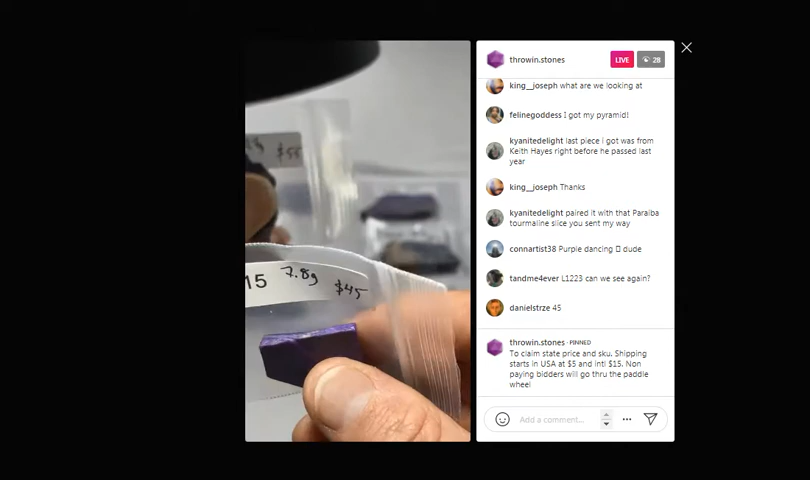 $55
15 7.8g $45
throwin.stones LIVE 28
king__joseph what are we looking at
felinegoddess I got my pyramid!
kyanitedelight last piece i got was from
Keith Hayes right before he passed last
year
king_joseph Thanks
kyanitedelight paired it with that Paraiba
tourmaline slice you sent my way
connartist38 Purple dancing dude
tandme4ever L1223 can we see again?
danielstrze 45
throwin.stones · PINNED
To claim state price and sku. Shipping
starts in USA at $5 and intl $15. Non
paying bidders will go thru the paddle
wheel
Add a comment...